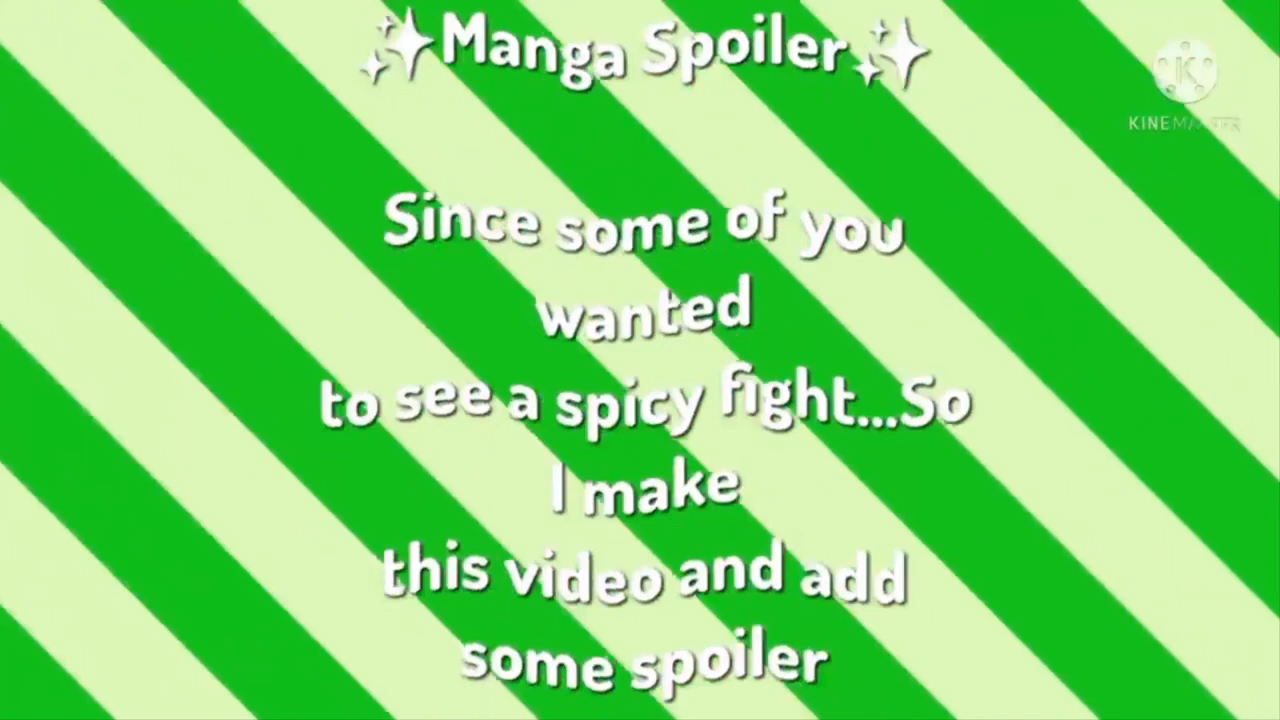 ✨Manga Spoiler✨
KINEMASTER
Since some of you
wanted
to see a spicy fight...So
I make
this video and add
some spoiler